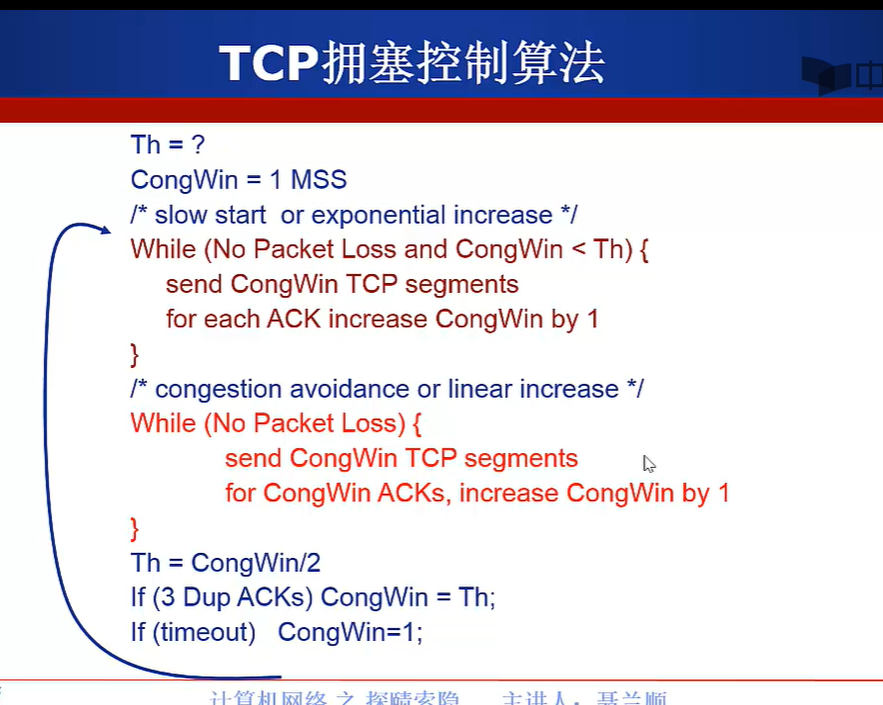 TCP拥塞控制算法
中
Th = ?
CongWin = 1 MSS
/* slow start or exponential increase */
While (No Packet Loss and CongWin < Th) {
send CongWin TCP segments
for each ACK increase CongWin by 1
}
/* congestion avoidance or linear increase */
While (No Packet Loss) {
send CongWin TCP segments
for CongWin ACKs, increase CongWin by 1
}
Th = CongWin/2
If (3 Dup ACKs) CongWin = Th;
If (timeout) CongWin=1;
计算机网络 之 探赜索隐 主讲人：聂兰顺